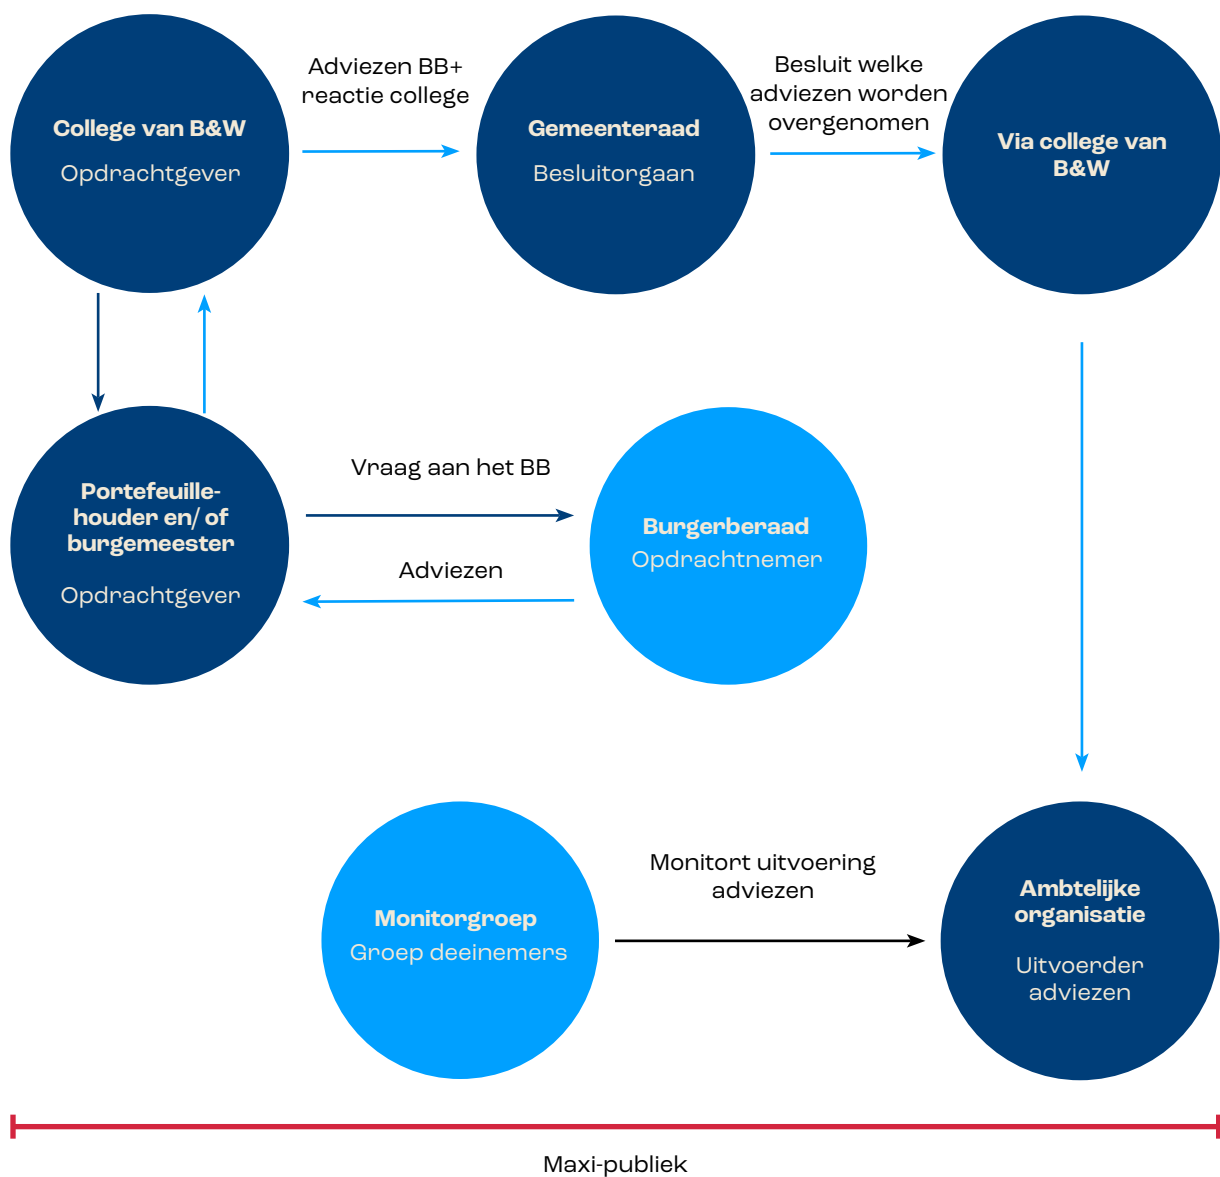 College van B&W
Opdrachtgever
Adviezen BB+
reactie college
Gemeenteraad
Besluitorgaan
Besluit welke
adviezen worden
overgenomen
Via college van
B&W
Portefeuille-
houder en/ of
burgemeester
Opdrachtgever
Vraag aan het BB
Adviezen
Burgerberaad
Opdrachtnemer
Monitorgroep
Groep deeinemers
Monitort uitvoering
adviezen
Ambtelijke
organisatie
Uitvoerder
adviezen
Maxi-publiek